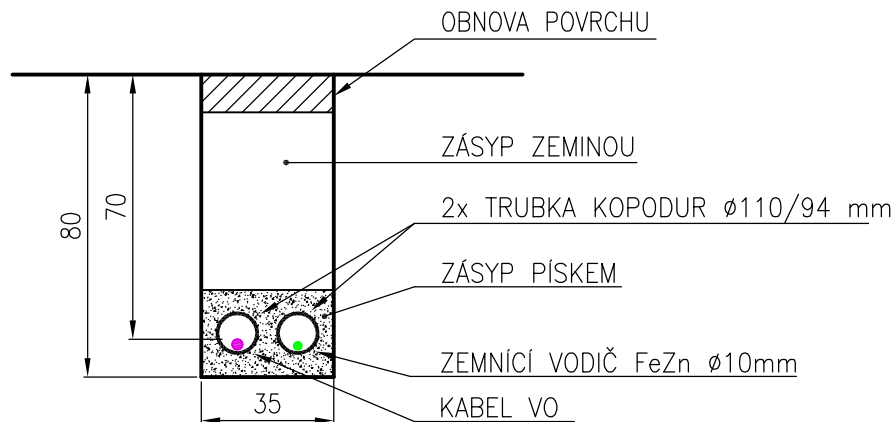 OBNOVA POVRCHU
ZÁSYP ZEMINOU
80
70
2x TRUBKA KOPODUR ø110/94 mm
ZÁSYP PÍSKEM
ZEMNÍCÍ VODIČ FeZn ø10mm
35
KABEL VO